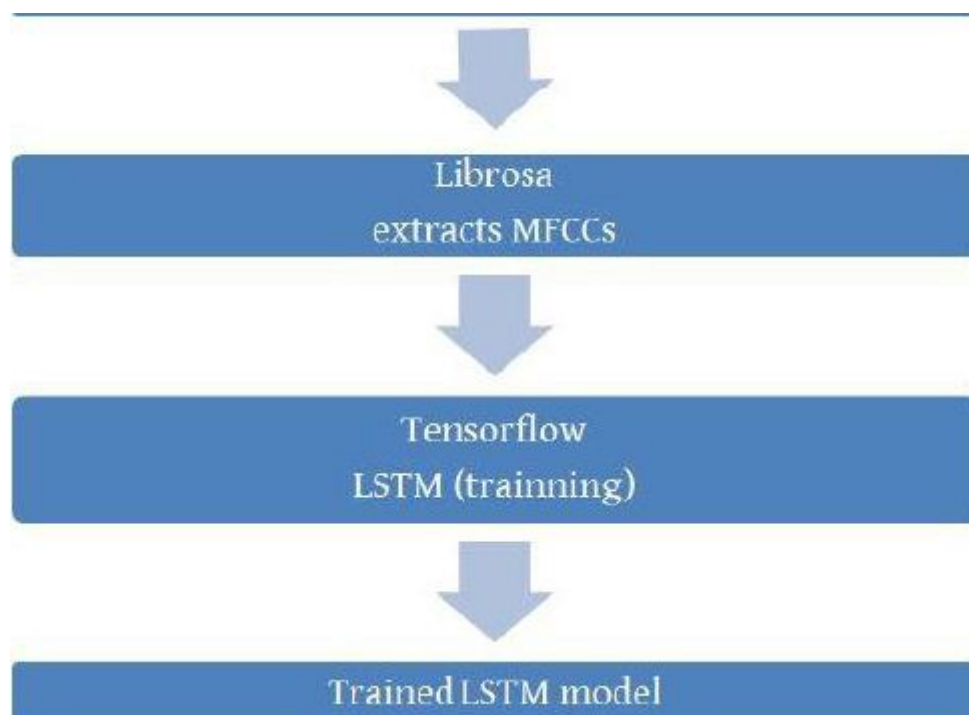 Librosa
extracts MFCCs
Tensorflow
LSTM (trainning)
Trained LSTM model